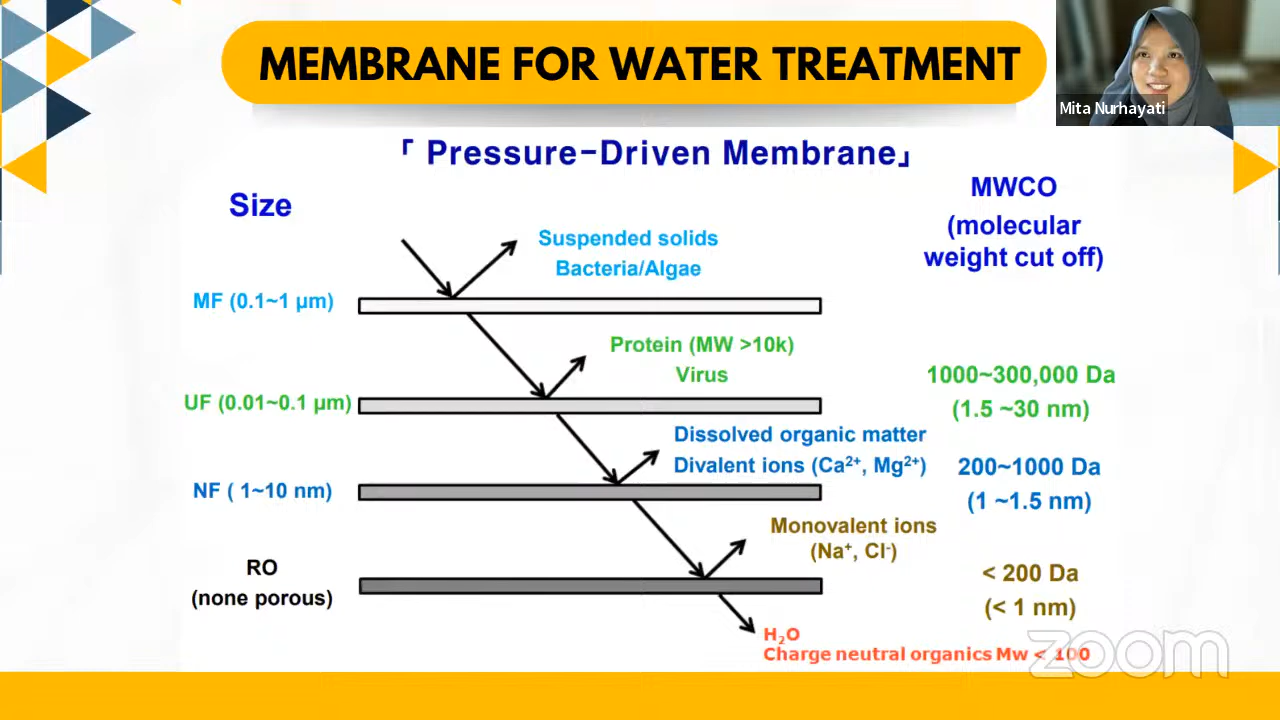 MEMBRANE FOR WATER TREATMENT
Mita Nurhayati
「 Pressure-Driven Membrane」
Size
MWCO
(molecular
weight cut off)
Suspended solids
Bacteria/Algae
MF (0.1~1 µm)
Protein (MW >10k)
Virus
UF (0.01~0.1 µm)
1000~300,000 Da
(1.5 ~30 nm)
Dissolved organic matter
Divalent ions (Ca²⁺, Mg²⁺)
NF ( 1~10 nm)
200~1000 Da
(1 ~1.5 nm)
Monovalent ions
(Na⁺, Cl⁻)
RO
(none porous)
< 200 Da
(< 1 nm)
H₂O
Charge neutral organics Mw < 100
zoom